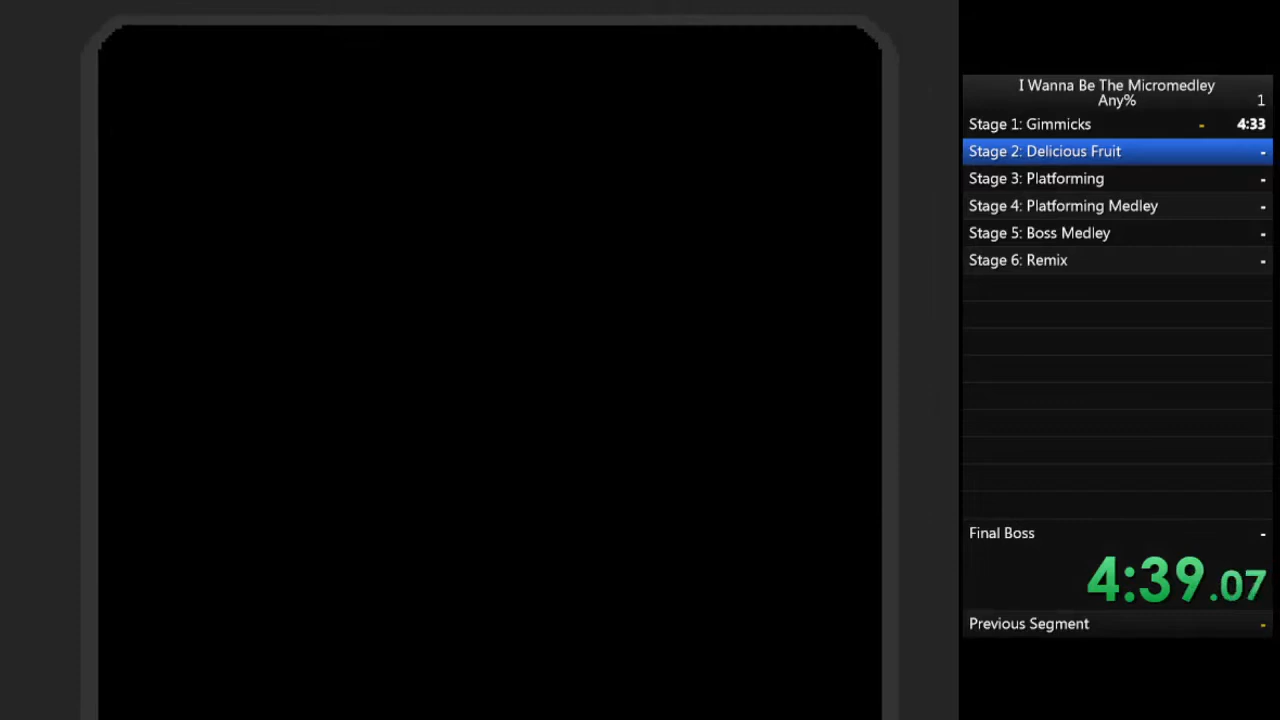 I Wanna Be The Micromedley
Any% 1
Stage 1: Gimmicks - 4:33
Stage 2: Delicious Fruit -
Stage 3: Platforming -
Stage 4: Platforming Medley -
Stage 5: Boss Medley -
Stage 6: Remix -
Final Boss -
4:39.07
Previous Segment -